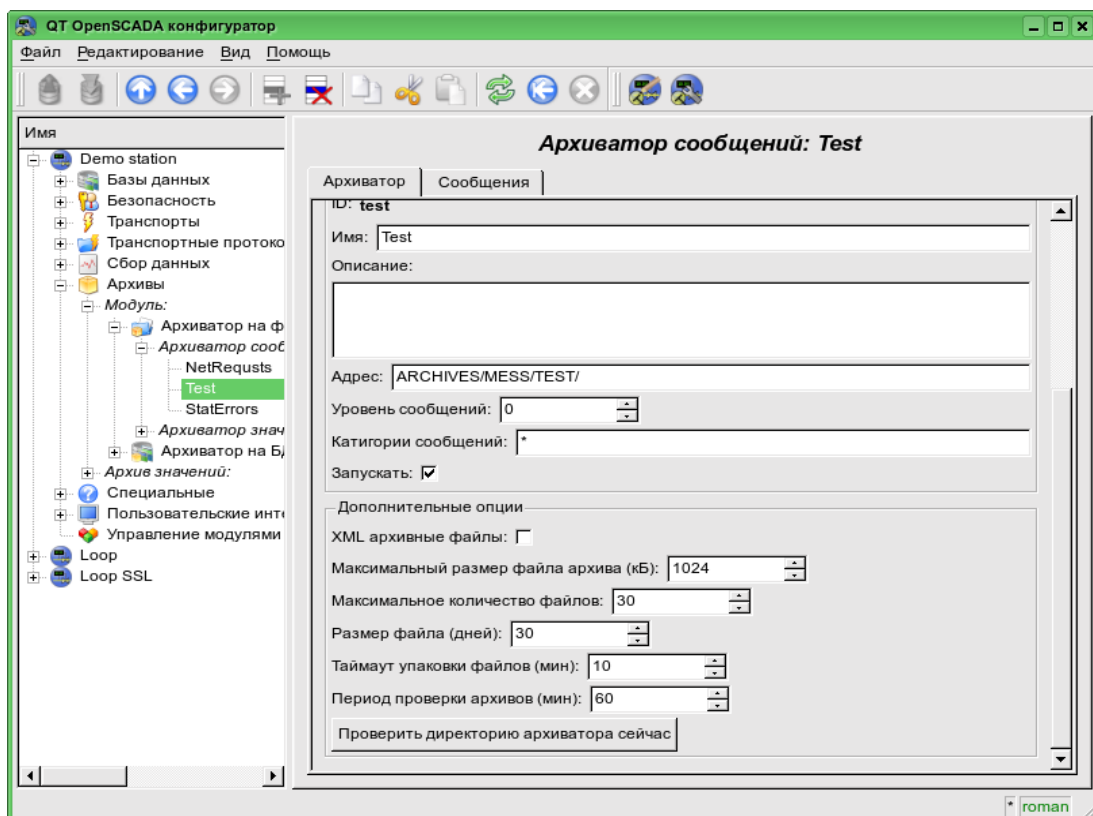 QT OpenSCADA конфигуратор
Файл Редактирование Вид Помощь
Имя
Demo station
Базы данных
Безопасность
Транспорты
Транспортные протоко
Сбор данных
Архивы
Модуль:
Архиватор на ф
Архиватор сооб
NetRequsts
Test
StatErrors
Архиватор знач
Архиватор на БД
Архив значений:
Специальные
Пользовательские инте
Управление модулями
Loop
Loop SSL
Архиватор сообщений: Test
Архиватор Сообщения
ID: test
Имя: Test
Описание:
Адрес: ARCHIVES/MESS/TEST/
Уровень сообщений: 0
Катигории сообщений: *
Запускать:
Дополнительные опции
XML архивные файлы:
Максимальный размер файла архива (кБ): 1024
Максимальное количество файлов: 30
Размер файла (дней): 30
Таймаут упаковки файлов (мин): 10
Период проверки архивов (мин): 60
Проверить директорию архиватора сейчас
* roman